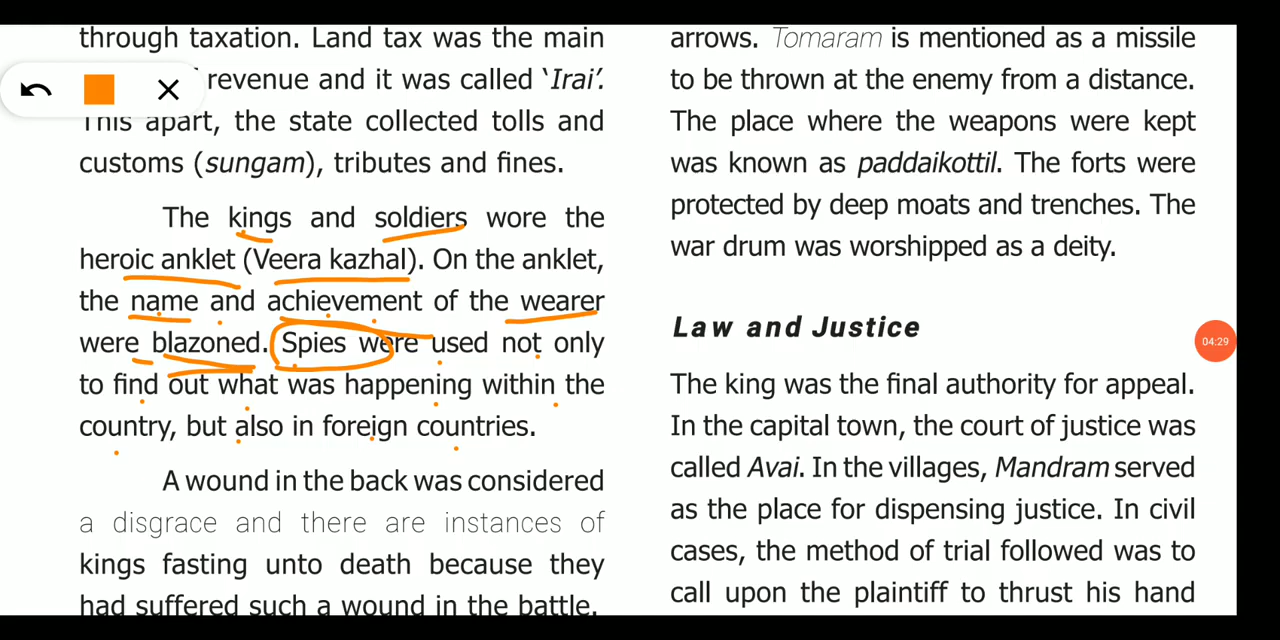 through taxation. Land tax was the main
revenue and it was called ‘Irai’.
This apart, the state collected tolls and
customs (sungam), tributes and fines.
The kings and soldiers wore the
heroic anklet (Veera kazhal). On the anklet,
the name and achievement of the wearer
were blazoned. Spies were used not only
to find out what was happening within the
country, but also in foreign countries.
A wound in the back was considered
a disgrace and there are instances of
kings fasting unto death because they
had suffered such a wound in the battle.
arrows. Tomaram is mentioned as a missile
to be thrown at the enemy from a distance.
The place where the weapons were kept
was known as paddaikottil. The forts were
protected by deep moats and trenches. The
war drum was worshipped as a deity.
Law and Justice
The king was the final authority for appeal.
In the capital town, the court of justice was
called Avai. In the villages, Mandram served
as the place for dispensing justice. In civil
cases, the method of trial followed was to
call upon the plaintiff to thrust his hand
04:29